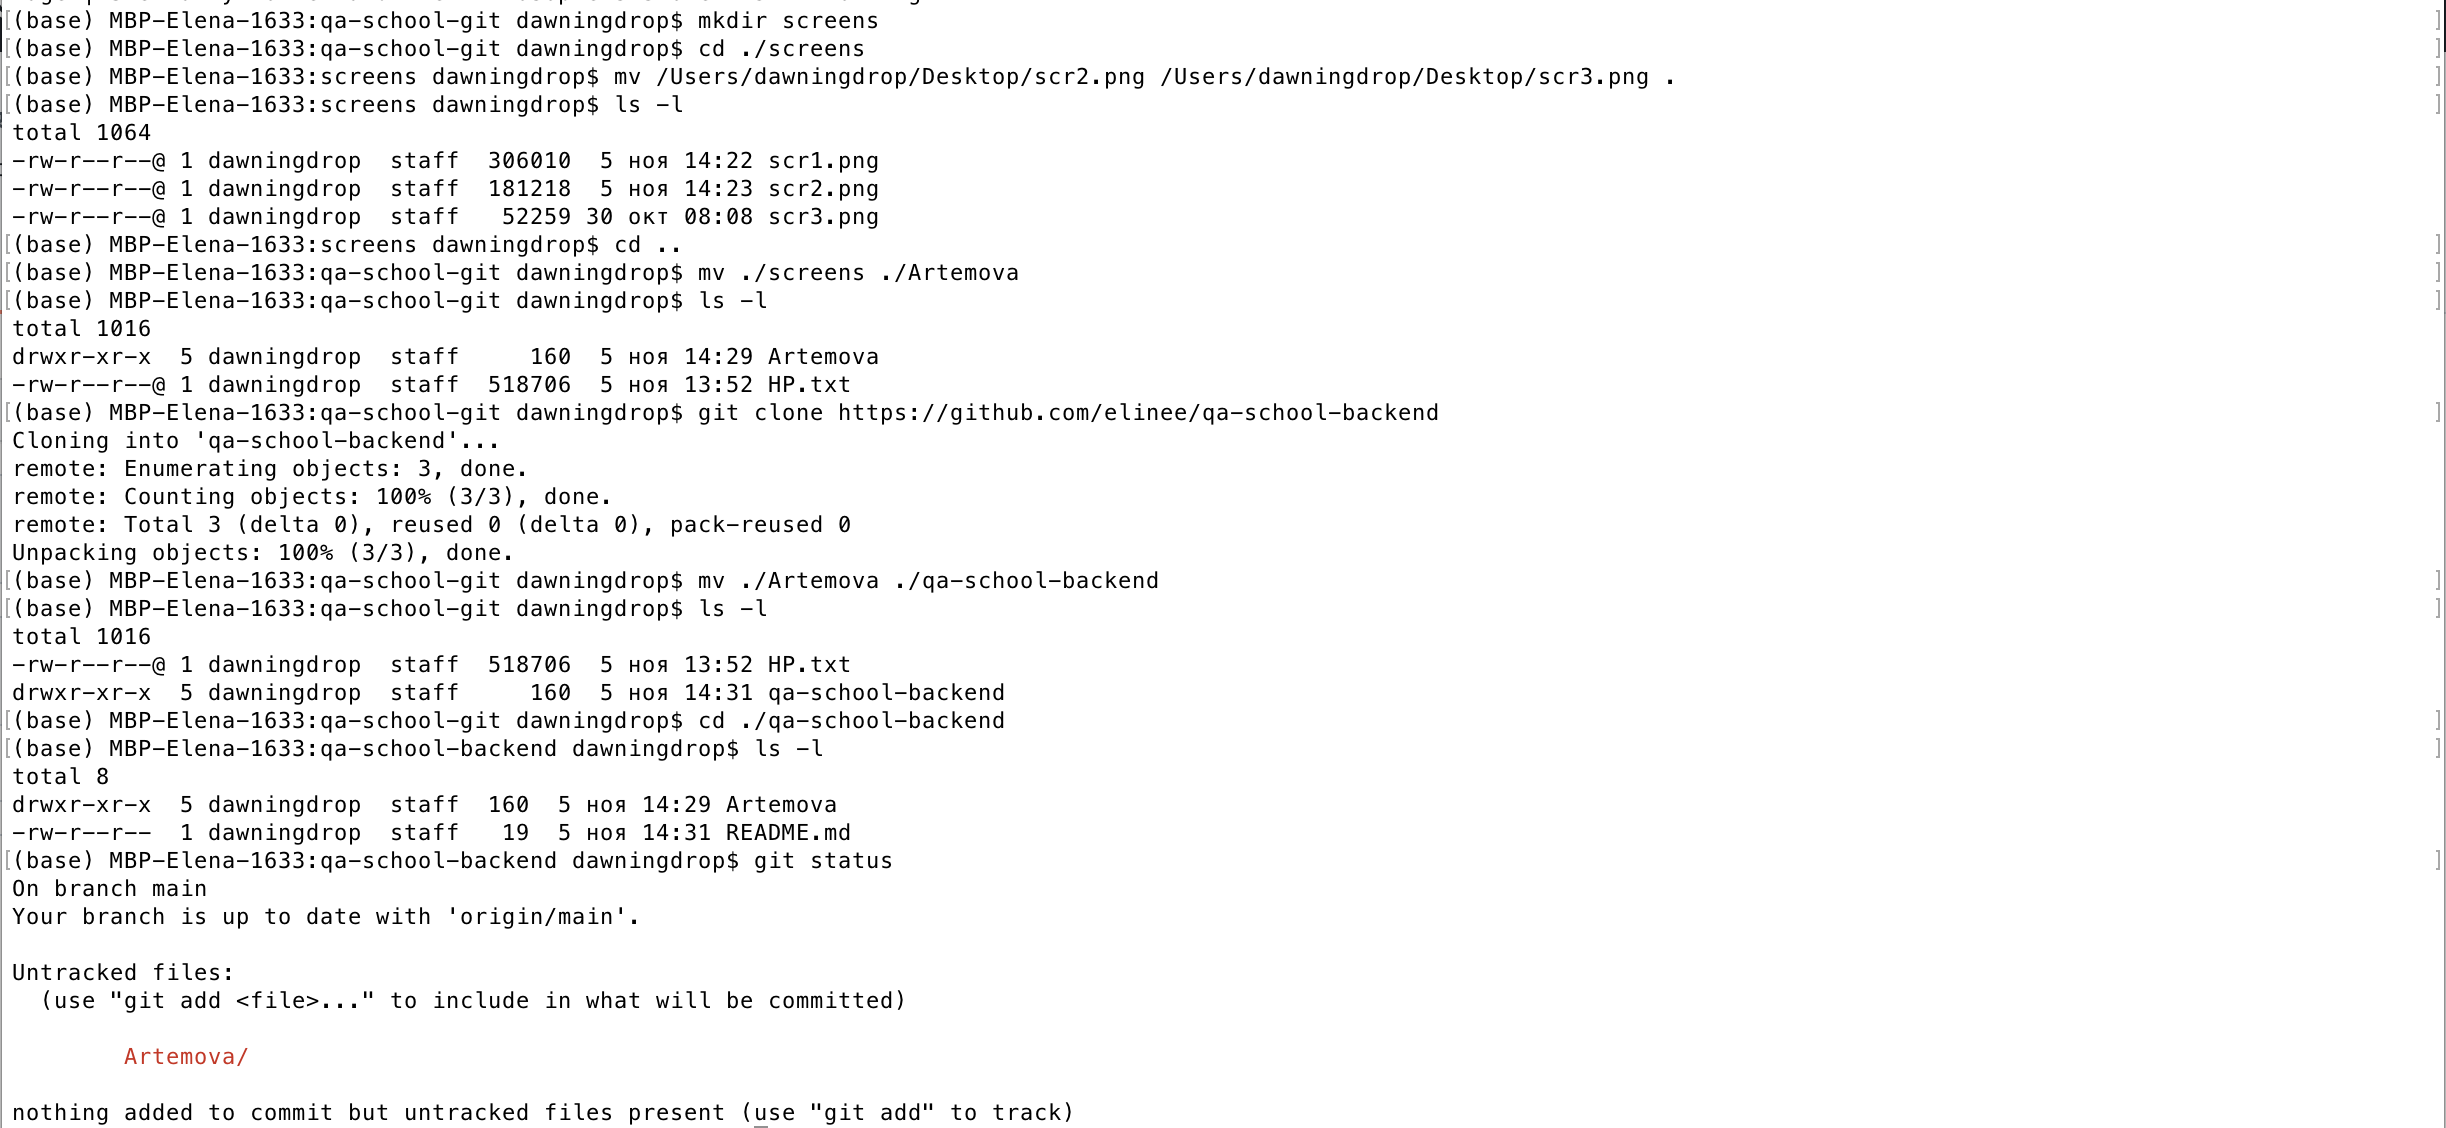 [(base) MBP-Elena-1633:qa-school-git dawningdrop$ mkdir screens ]
[(base) MBP-Elena-1633:qa-school-git dawningdrop$ cd ./screens ]
[(base) MBP-Elena-1633:screens dawningdrop$ mv /Users/dawningdrop/Desktop/scr2.png /Users/dawningdrop/Desktop/scr3.png . ]
[(base) MBP-Elena-1633:screens dawningdrop$ ls -l ]
total 1064
-rw-r--r--@ 1 dawningdrop  staff  306010  5 ноя 14:22 scr1.png
-rw-r--r--@ 1 dawningdrop  staff  181218  5 ноя 14:23 scr2.png
-rw-r--r--@ 1 dawningdrop  staff   52259 30 окт 08:08 scr3.png
[(base) MBP-Elena-1633:screens dawningdrop$ cd .. ]
[(base) MBP-Elena-1633:qa-school-git dawningdrop$ mv ./screens ./Artemova ]
[(base) MBP-Elena-1633:qa-school-git dawningdrop$ ls -l ]
total 1016
drwxr-xr-x  5 dawningdrop  staff     160  5 ноя 14:29 Artemova
-rw-r--r--@ 1 dawningdrop  staff  518706  5 ноя 13:52 HP.txt
[(base) MBP-Elena-1633:qa-school-git dawningdrop$ git clone https://github.com/elinee/qa-school-backend ]
Cloning into 'qa-school-backend'...
remote: Enumerating objects: 3, done.
remote: Counting objects: 100% (3/3), done.
remote: Total 3 (delta 0), reused 0 (delta 0), pack-reused 0
Unpacking objects: 100% (3/3), done.
[(base) MBP-Elena-1633:qa-school-git dawningdrop$ mv ./Artemova ./qa-school-backend ]
[(base) MBP-Elena-1633:qa-school-git dawningdrop$ ls -l ]
total 1016
-rw-r--r--@ 1 dawningdrop  staff  518706  5 ноя 13:52 HP.txt
drwxr-xr-x  5 dawningdrop  staff     160  5 ноя 14:31 qa-school-backend
[(base) MBP-Elena-1633:qa-school-git dawningdrop$ cd ./qa-school-backend ]
[(base) MBP-Elena-1633:qa-school-backend dawningdrop$ ls -l ]
total 8
drwxr-xr-x  5 dawningdrop  staff  160  5 ноя 14:29 Artemova
-rw-r--r--  1 dawningdrop  staff   19  5 ноя 14:31 README.md
[(base) MBP-Elena-1633:qa-school-backend dawningdrop$ git status ]
On branch main
Your branch is up to date with 'origin/main'.
Untracked files:
  (use "git add <file>..." to include in what will be committed)
        Artemova/
nothing added to commit but untracked files present (use "git add" to track)